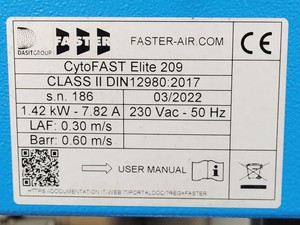 DASITGROUP
FASTER
FASTER-AIR.COM
CE
CytoFAST Elite 209
CLASS II DIN12980:2017
s.n. 186
03/2022
1.42 kW - 7.82 A
230 Vac - 50 Hz
LAF: 0.30 m/s
Barr: 0.60 m/s
USER MANUAL
i